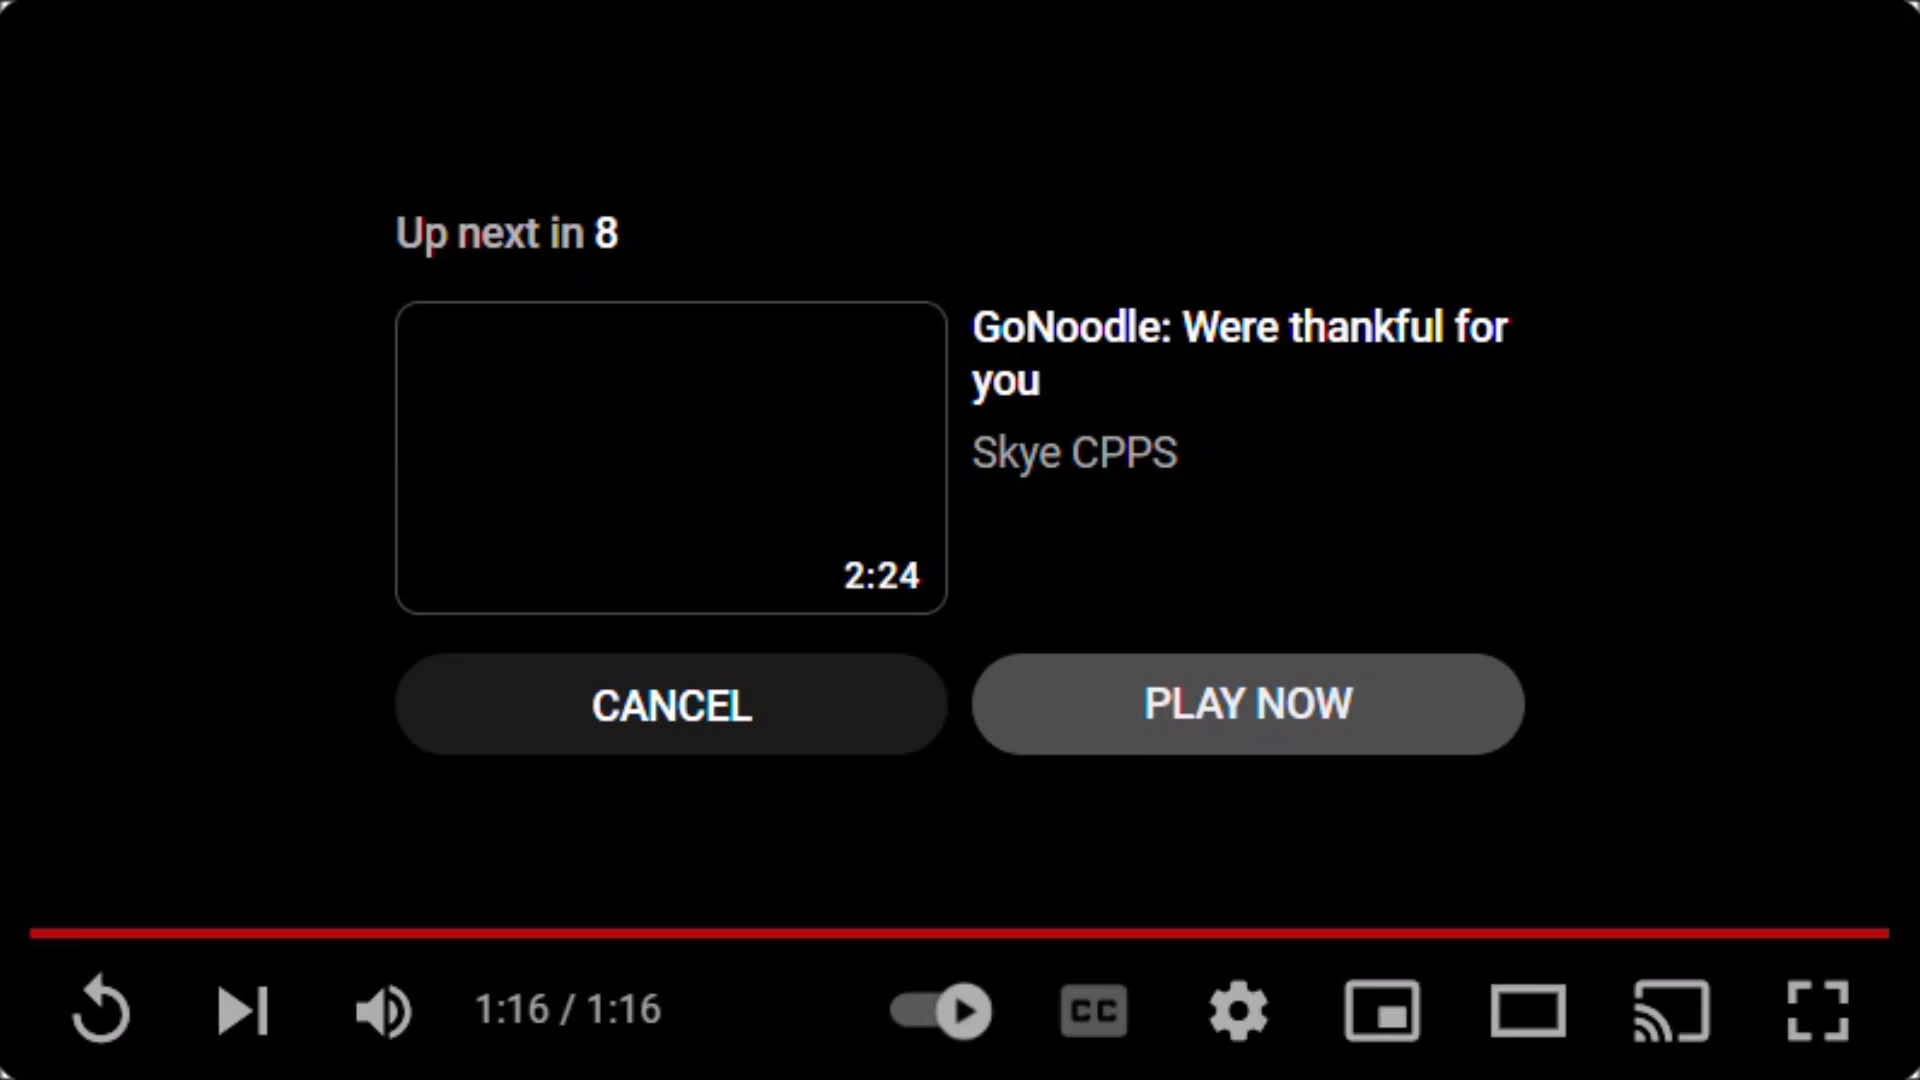 Up next in 8
GoNoodle: Were thankful for
you
Skye CPPS
2:24
CANCEL
PLAY NOW
1:16 / 1:16
CC